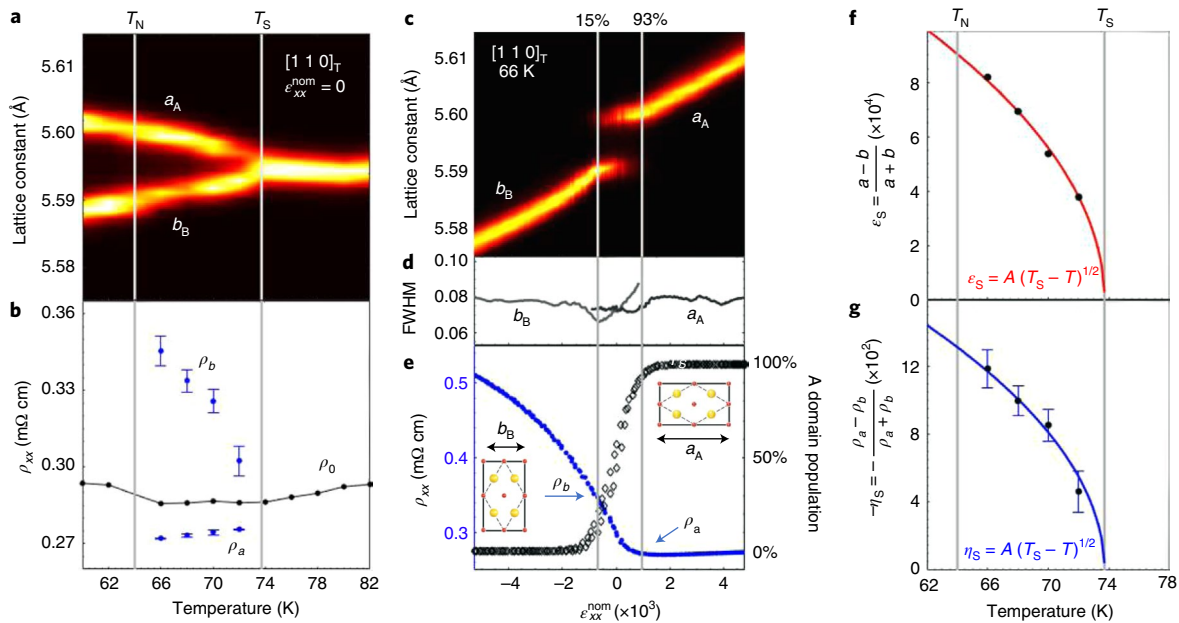 a
T_N
T_S
[1 1 0]_T
ε_xx^nom = 0
a_A
b_B
5.61
5.60
5.59
5.58
Lattice constant (Å)
b
0.36
0.33
0.30
0.27
ρ_xx (mΩ cm)
ρ_b
ρ_0
ρ_a
62 66 70 74 78 82
Temperature (K)
c
15%
93%
[1 1 0]_T
66 K
a_A
b_B
5.61
5.60
5.59
5.58
Lattice constant (Å)
d
0.10
0.08
0.06
FWHM
b_B
a_A
e
0.5
0.4
0.3
ρ_xx (mΩ cm)
b_B
ρ_b
a_A
ρ_a
100%
50%
0%
A domain population
−4 −2 0 2 4
ε_xx^nom (×10^3)
f
T_N
T_S
8
6
4
2
0
ε_S = (a − b)/(a + b) (×10^4)
ε_S = A (T_S − T)^1/2
g
12
8
4
0
−η_S = −(ρ_a − ρ_b)/(ρ_a + ρ_b) (×10^2)
η_S = A (T_S − T)^1/2
62 66 70 74 78
Temperature (K)